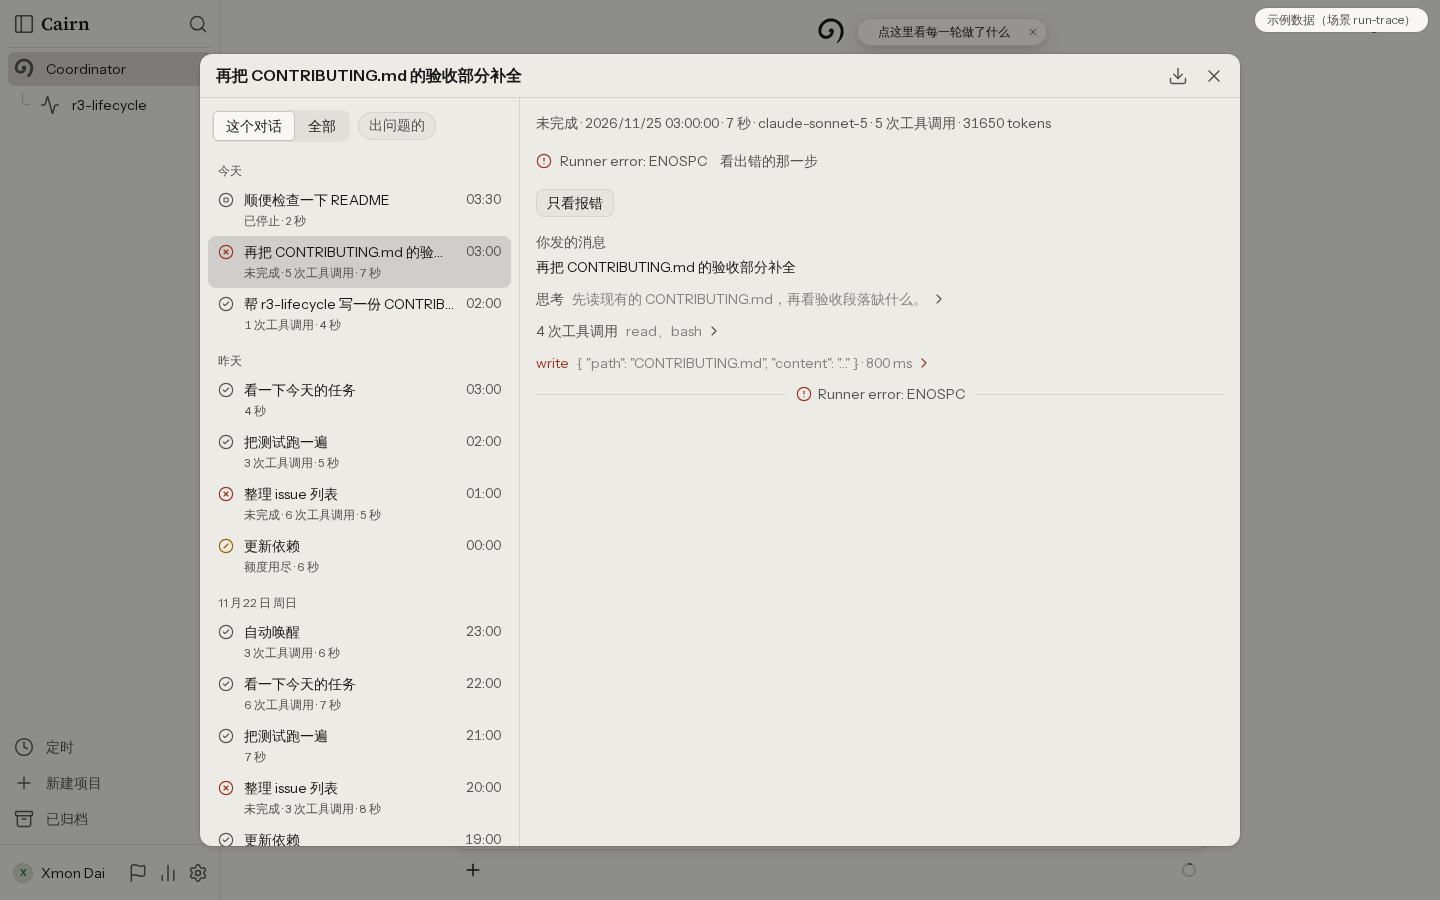 Cairn
Coordinator
r3-lifecycle
定时
新建项目
已归档
X
Xmon Dai
点这里看每一轮做了什么
示例数据（场景 run-trace）
再把 CONTRIBUTING.md 的验收部分补全
这个对话
全部
出问题的
今天
顺便检查一下 README 03:30
已停止·2 秒
再把 CONTRIBUTING.md 的验... 03:00
未完成·5 次工具调用·7 秒
帮 r3-lifecycle 写一份 CONTRIB... 02:00
1 次工具调用·4 秒
昨天
看一下今天的任务 03:00
4 秒
把测试跑一遍 02:00
3 次工具调用·5 秒
整理 issue 列表 01:00
未完成·6 次工具调用·5 秒
更新依赖 00:00
额度用尽·6 秒
11月22日周日
自动唤醒 23:00
3 次工具调用·6 秒
看一下今天的任务 22:00
6 次工具调用·7 秒
把测试跑一遍 21:00
7 秒
整理 issue 列表 20:00
未完成·3 次工具调用·8 秒
更新依赖 19:00
未完成·2026/11/25 03:00:00·7 秒·claude-sonnet-5·5 次工具调用·31650 tokens
Runner error: ENOSPC 看出错的那一步
只看报错
你发的消息
再把 CONTRIBUTING.md 的验收部分补全
思考 先读现有的 CONTRIBUTING.md，再看验收段落缺什么。
4 次工具调用 read、bash
write { "path": "CONTRIBUTING.md", "content": "..." }·800 ms
Runner error: ENOSPC